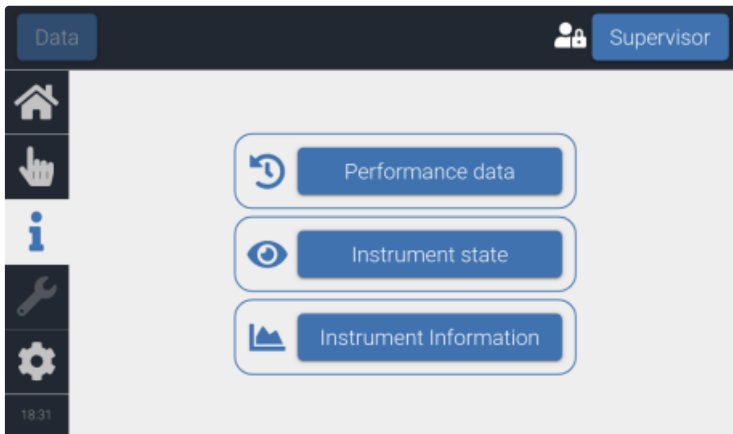 Data
Supervisor
Performance data
Instrument state
Instrument Information
18:31